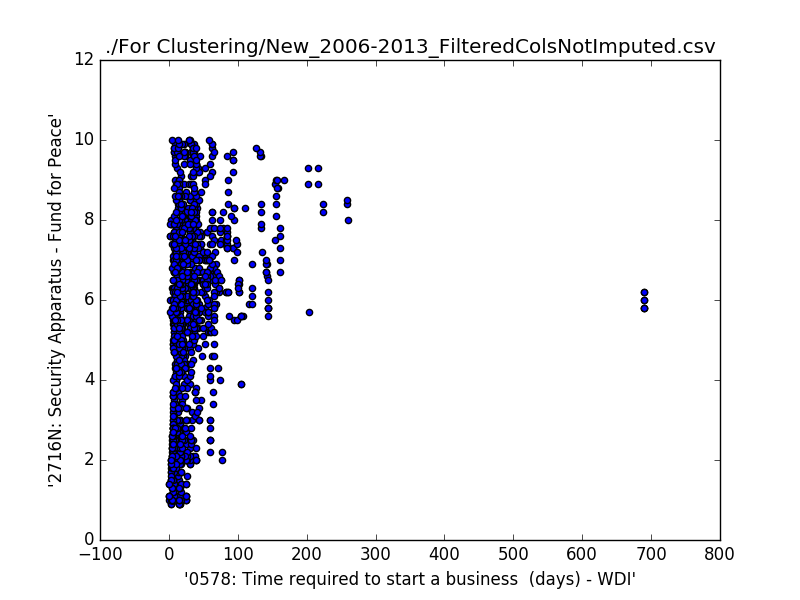 ./For Clustering/New_2006-2013_FilteredColsNotImputed.csv
12
10
8
6
4
2
0
'2716N: Security Apparatus - Fund for Peace'
−100 0 100 200 300 400 500 600 700 800
'0578: Time required to start a business  (days) - WDI'